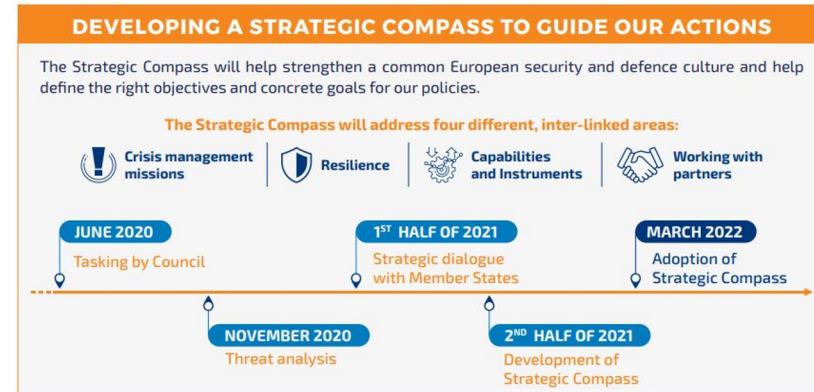 DEVELOPING A STRATEGIC COMPASS TO GUIDE OUR ACTIONS
The Strategic Compass will help strengthen a common European security and defence culture and help
define the right objectives and concrete goals for our policies.
The Strategic Compass will address four different, inter-linked areas:
Crisis management
missions
Resilience
Capabilities
and Instruments
Working with
partners
JUNE 2020
Tasking by Council
1ST HALF OF 2021
Strategic dialogue
with Member States
MARCH 2022
Adoption of
Strategic Compass
NOVEMBER 2020
Threat analysis
2ND HALF OF 2021
Development of
Strategic Compass